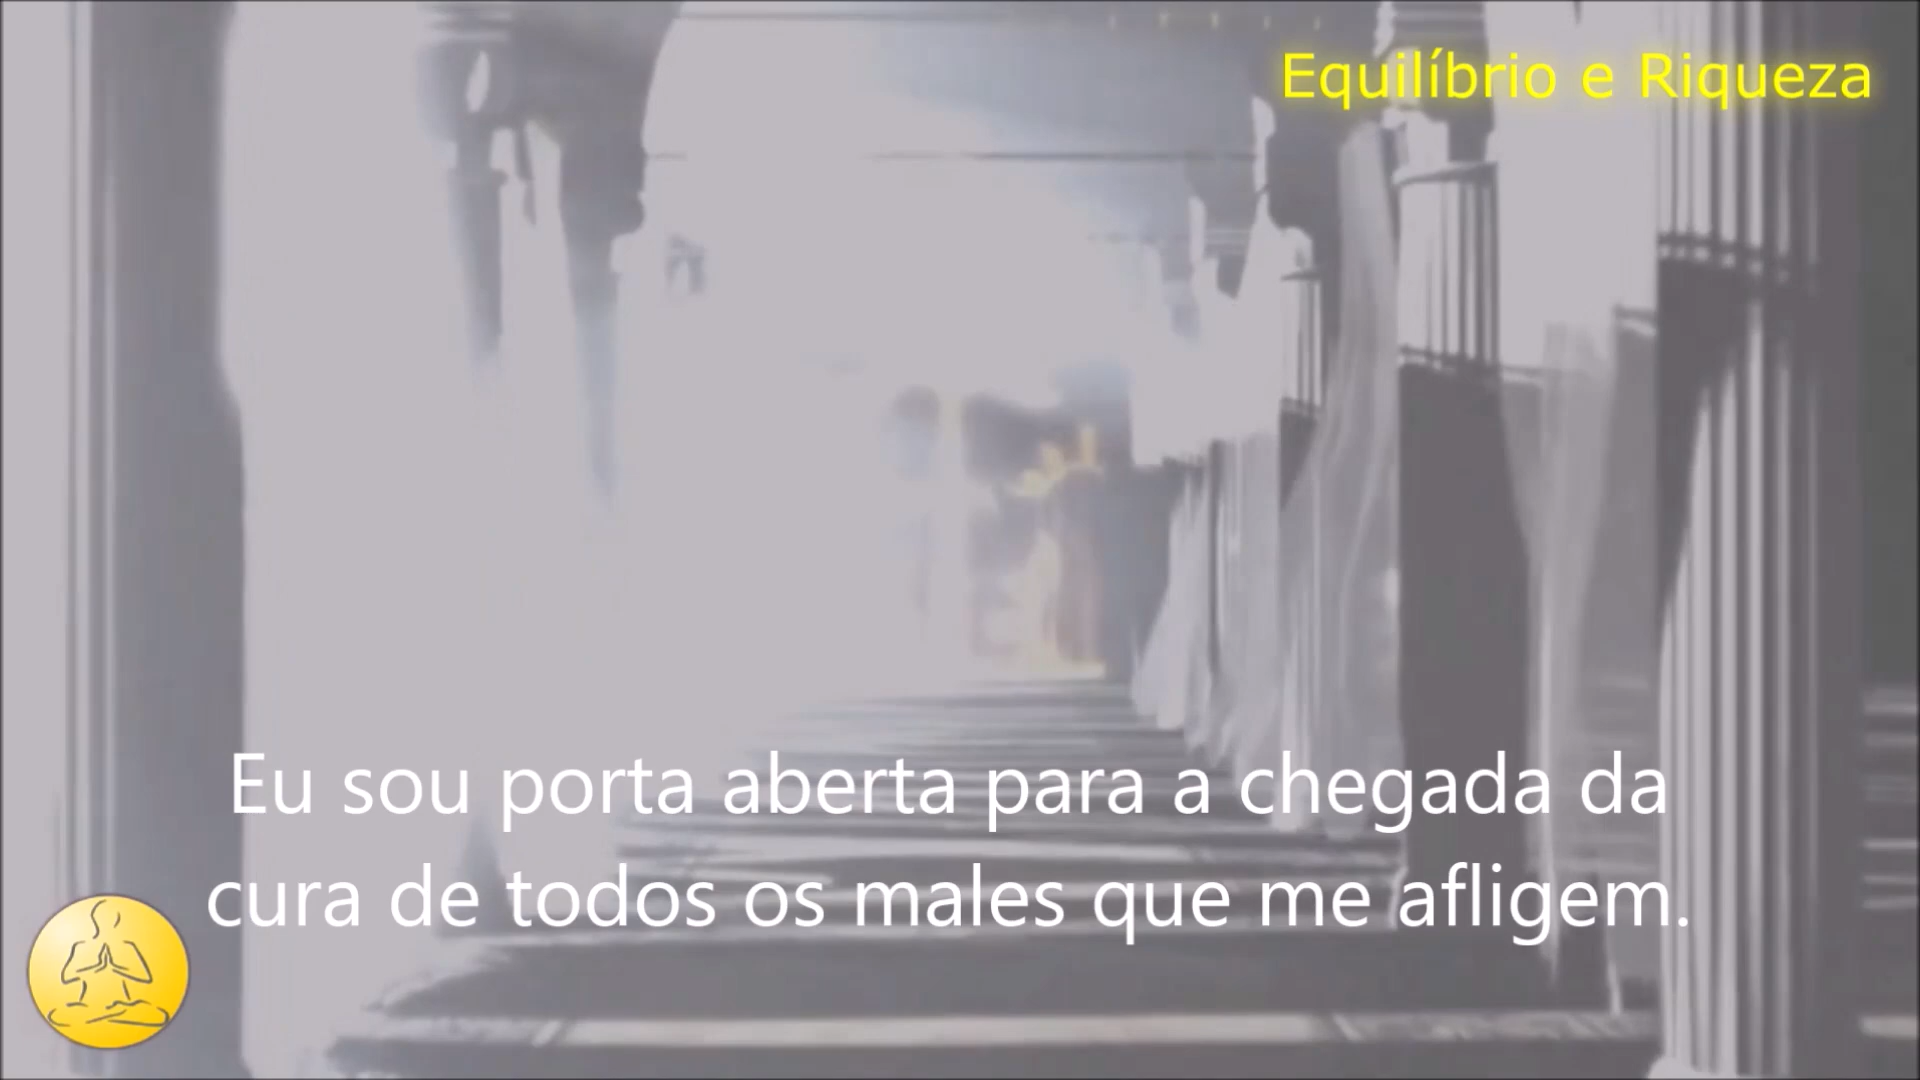 Equilíbrio e Riqueza
Eu sou porta aberta para a chegada da
cura de todos os males que me afligem.